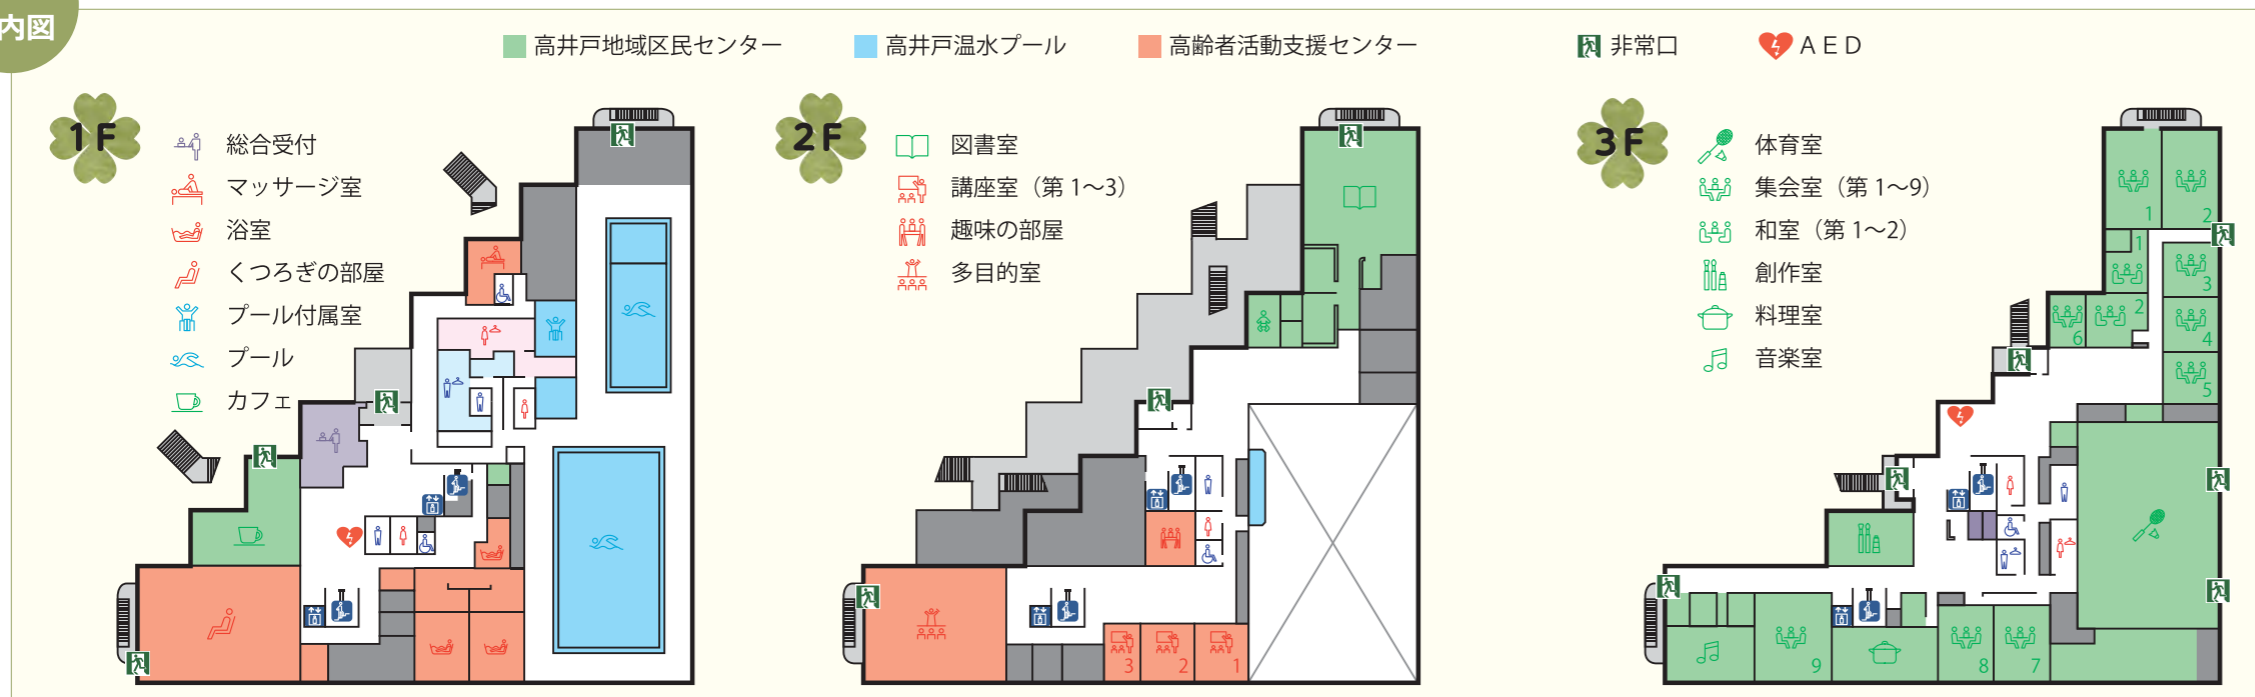 内図
高井戸地域区民センター
高井戸温水プール
高齢者活動支援センター
非常口
ＡＥＤ
1F
総合受付
マッサージ室
浴室
くつろぎの部屋
プール付属室
プール
カフェ
2F
図書室
講座室（第 1〜3）
趣味の部屋
多目的室
3
2
1
3F
体育室
集会室（第 1〜9）
和室（第 1〜2）
創作室
料理室
音楽室
1
2
1
3
2
6
4
5
9
8
7